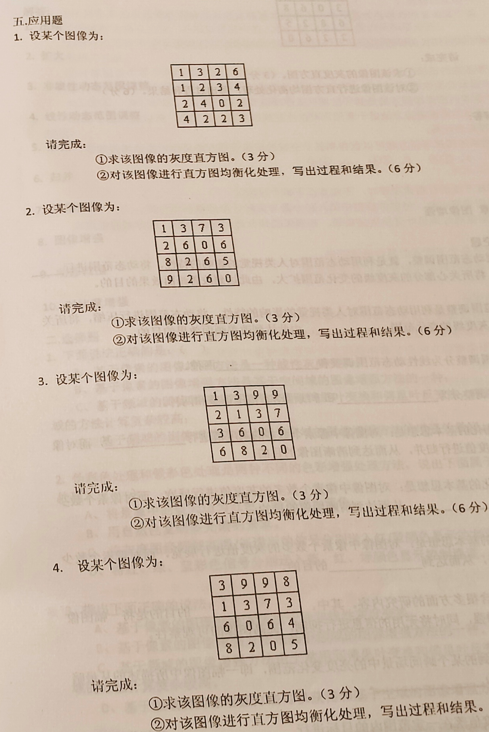 五.应用题
1. 设某个图像为：
1 3 2 6
1 2 3 4
2 4 0 2
4 2 2 3
请完成：
①求该图像的灰度直方图。（3 分）
②对该图像进行直方图均衡化处理，写出过程和结果。（6 分）
2. 设某个图像为：
1 3 7 3
2 6 0 6
8 2 6 5
9 2 6 0
请完成：
①求该图像的灰度直方图。（3 分）
②对该图像进行直方图均衡化处理，写出过程和结果。（6 分）
3. 设某个图像为：
1 3 9 9
2 1 3 7
3 6 0 6
6 8 2 0
请完成：
①求该图像的灰度直方图。（3 分）
②对该图像进行直方图均衡化处理，写出过程和结果。（6 分）
4. 设某个图像为：
3 9 9 8
1 3 7 3
6 0 6 4
8 2 0 5
请完成：
①求该图像的灰度直方图。（3 分）
②对该图像进行直方图均衡化处理，写出过程和结果。